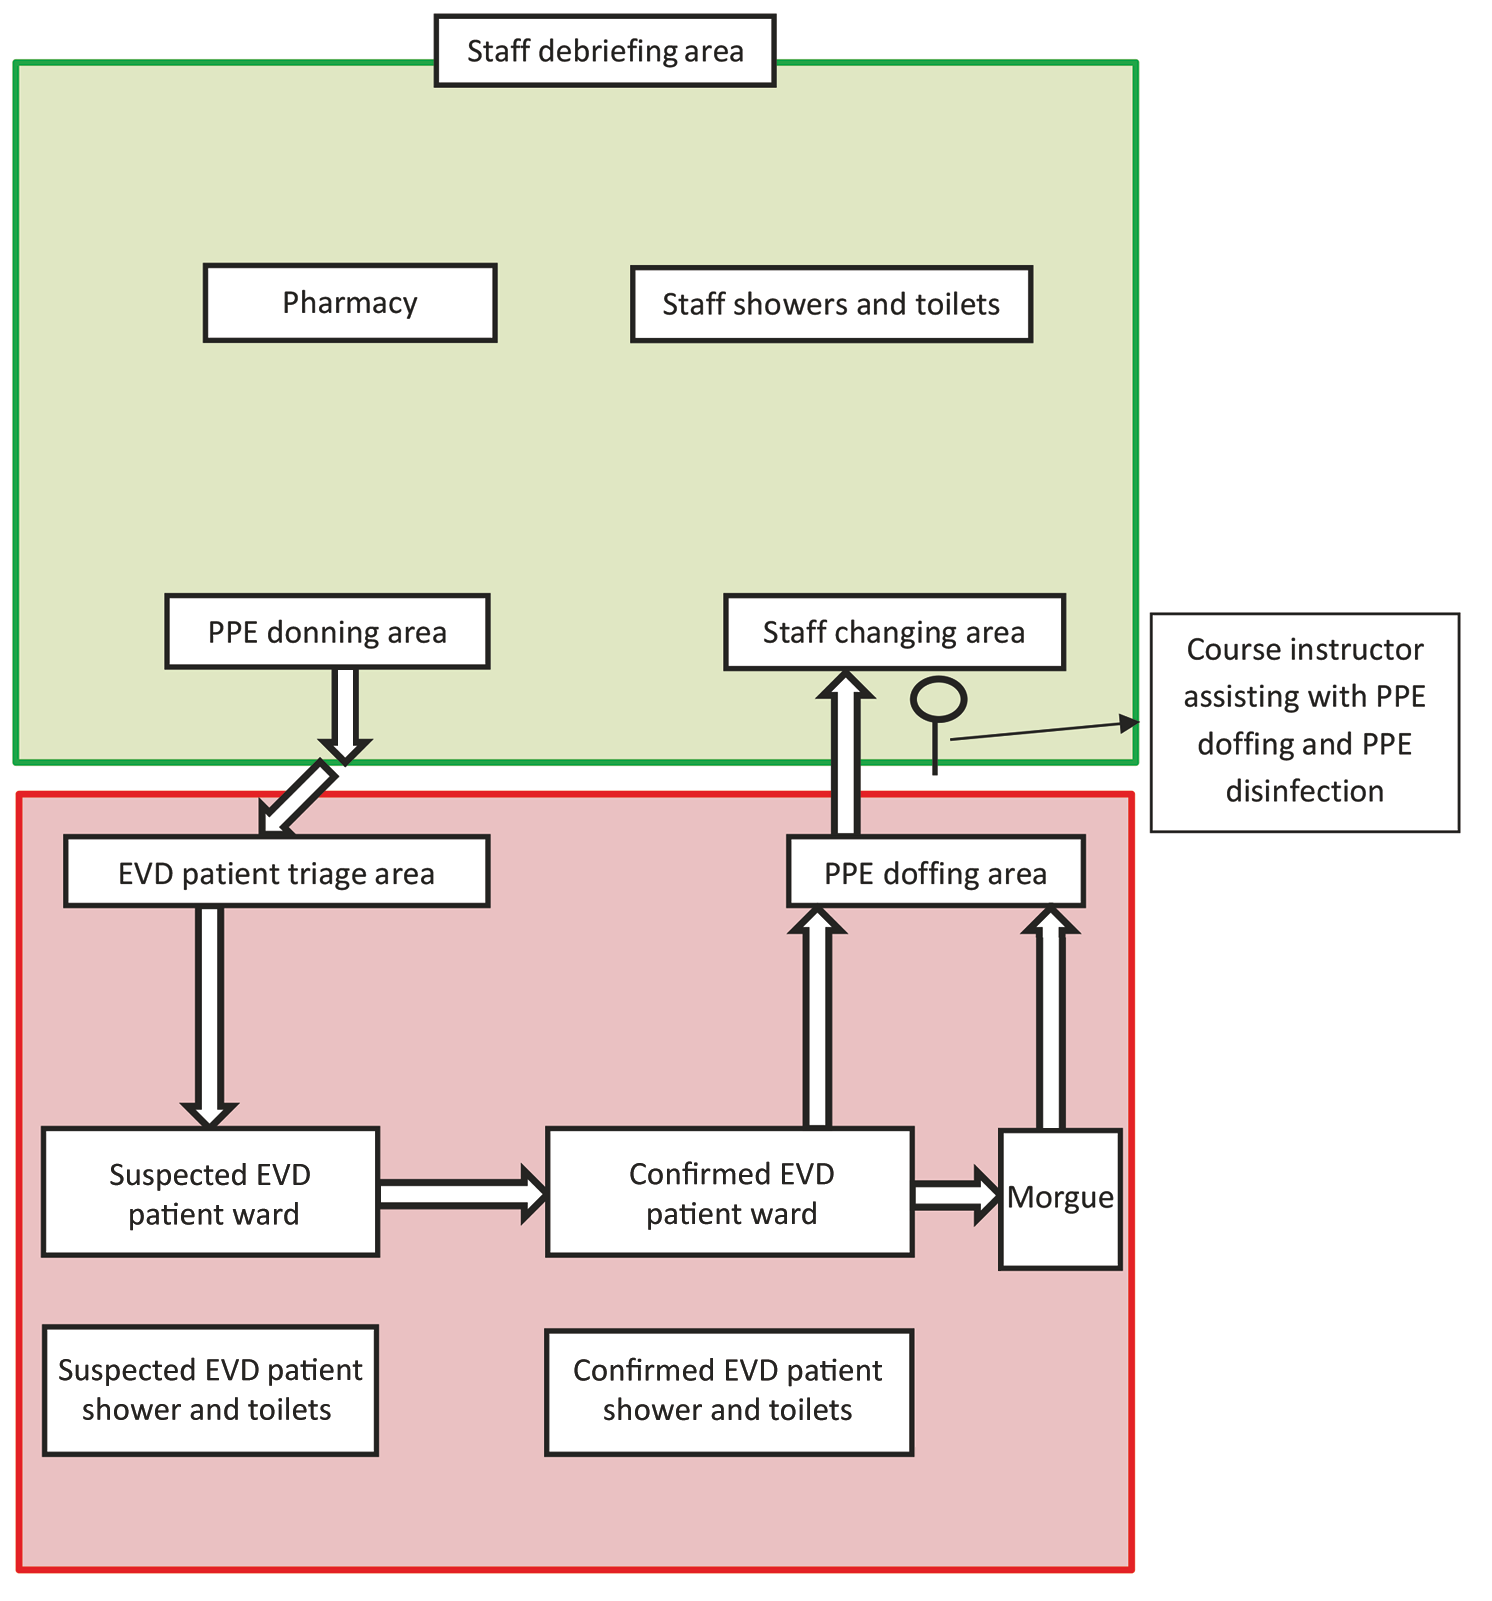 Staff debriefing area
Pharmacy
Staff showers and toilets
PPE donning area
Staff changing area
Course instructor
assisting with PPE
doffing and PPE
disinfection
EVD patient triage area
PPE doffing area
Suspected EVD
patient ward
Confirmed EVD
patient ward
Morgue
Suspected EVD patient
shower and toilets
Confirmed EVD patient
shower and toilets